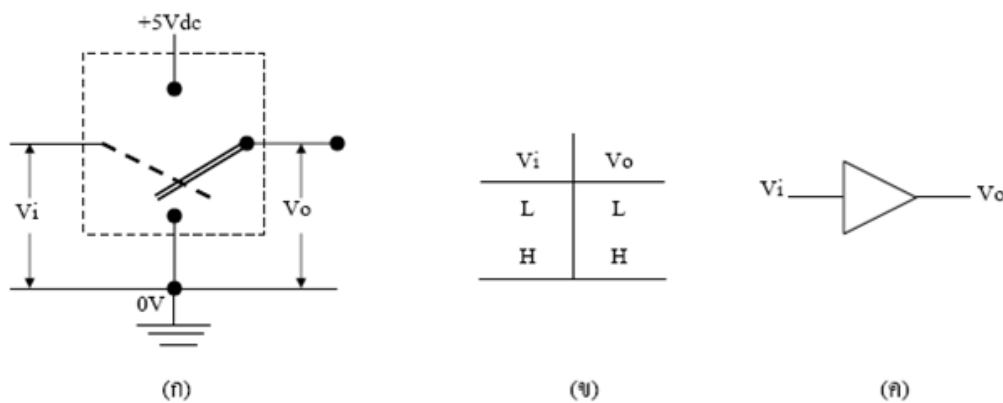 +5Vdc
Vi
Vo
0V
(ก)
Vi Vo
L L
H H
(ข)
Vi
Vo
(ค)